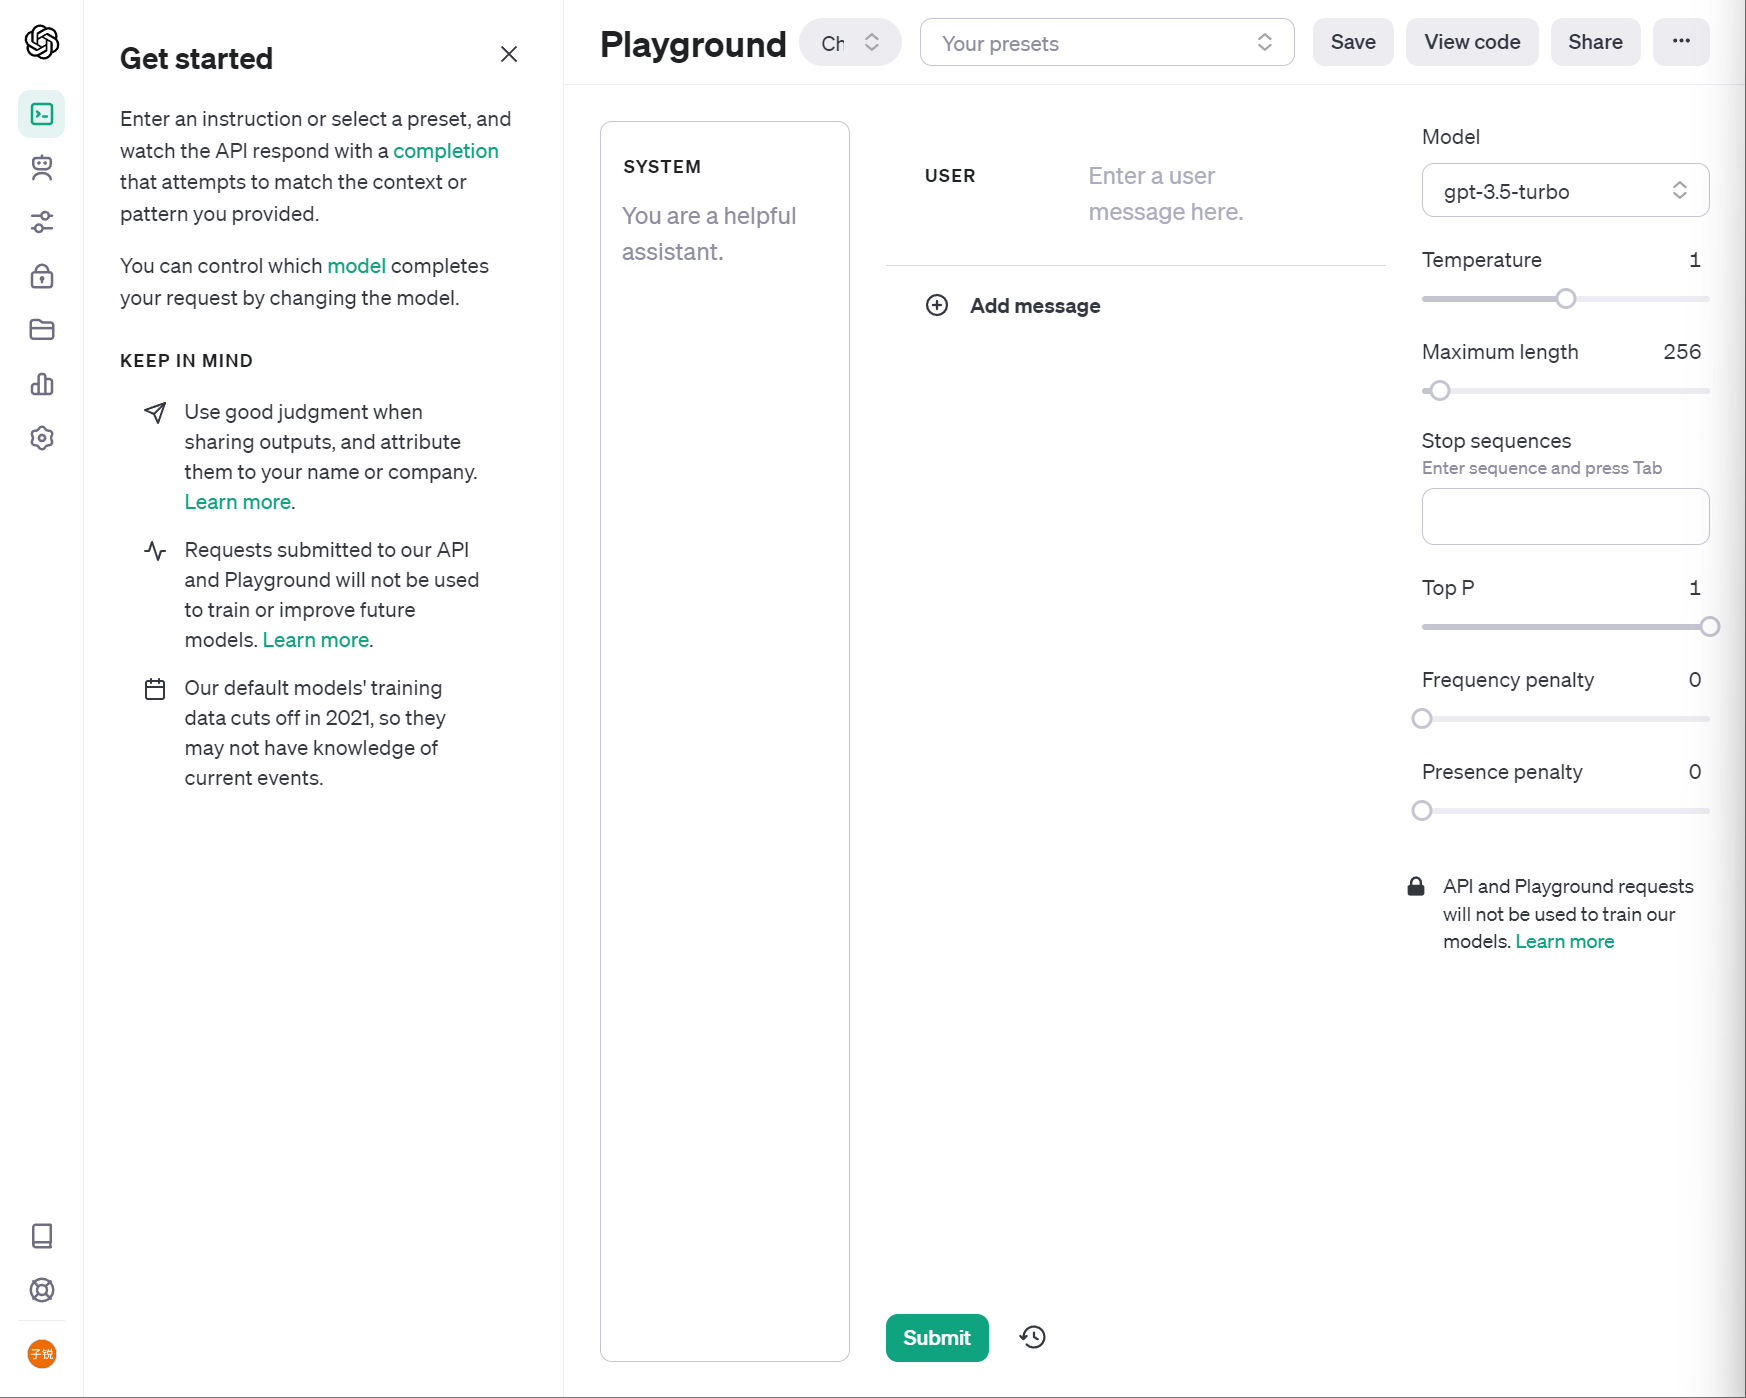 Get started
Enter an instruction or select a preset, and
watch the API respond with a completion
that attempts to match the context or
pattern you provided.
You can control which model completes
your request by changing the model.
KEEP IN MIND
Use good judgment when
sharing outputs, and attribute
them to your name or company.
Learn more.
Requests submitted to our API
and Playground will not be used
to train or improve future
models. Learn more.
Our default models' training
data cuts off in 2021, so they
may not have knowledge of
current events.
子锐
Playground
Ch
Your presets
Save
View code
Share
SYSTEM
You are a helpful
assistant.
USER
Enter a user
message here.
Add message
Submit
Model
gpt-3.5-turbo
Temperature 1
Maximum length 256
Stop sequences
Enter sequence and press Tab
Top P 1
Frequency penalty 0
Presence penalty 0
API and Playground requests
will not be used to train our
models. Learn more